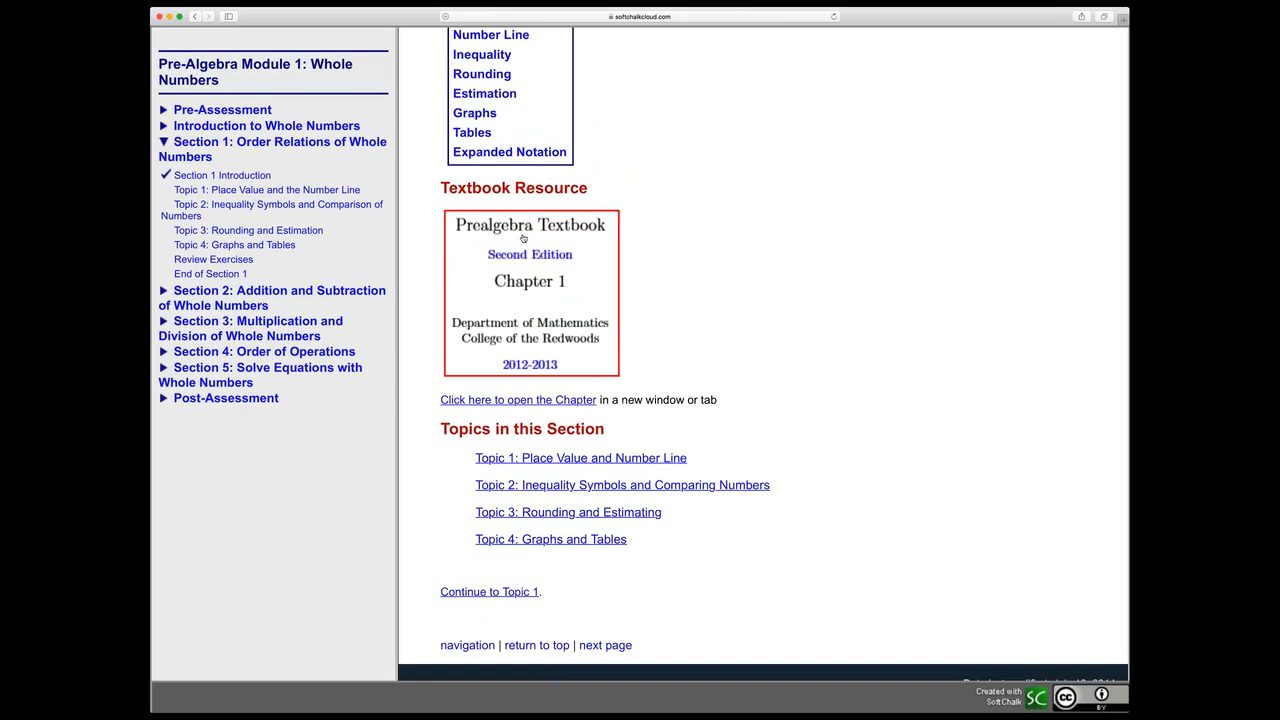 softchalkcloud.com
Pre-Algebra Module 1: Whole
Numbers
Pre-Assessment
Introduction to Whole Numbers
Section 1: Order Relations of Whole
Numbers
Section 1 Introduction
Topic 1: Place Value and the Number Line
Topic 2: Inequality Symbols and Comparison of
Numbers
Topic 3: Rounding and Estimation
Topic 4: Graphs and Tables
Review Exercises
End of Section 1
Section 2: Addition and Subtraction
of Whole Numbers
Section 3: Multiplication and
Division of Whole Numbers
Section 4: Order of Operations
Section 5: Solve Equations with
Whole Numbers
Post-Assessment
Number Line
Inequality
Rounding
Estimation
Graphs
Tables
Expanded Notation
Textbook Resource
Prealgebra Textbook
Second Edition
Chapter 1
Department of Mathematics
College of the Redwoods
2012-2013
Click here to open the Chapter in a new window or tab
Topics in this Section
Topic 1: Place Value and Number Line
Topic 2: Inequality Symbols and Comparing Numbers
Topic 3: Rounding and Estimating
Topic 4: Graphs and Tables
Continue to Topic 1.
navigation | return to top | next page
Created with
SoftChalk
SC
CC
BY